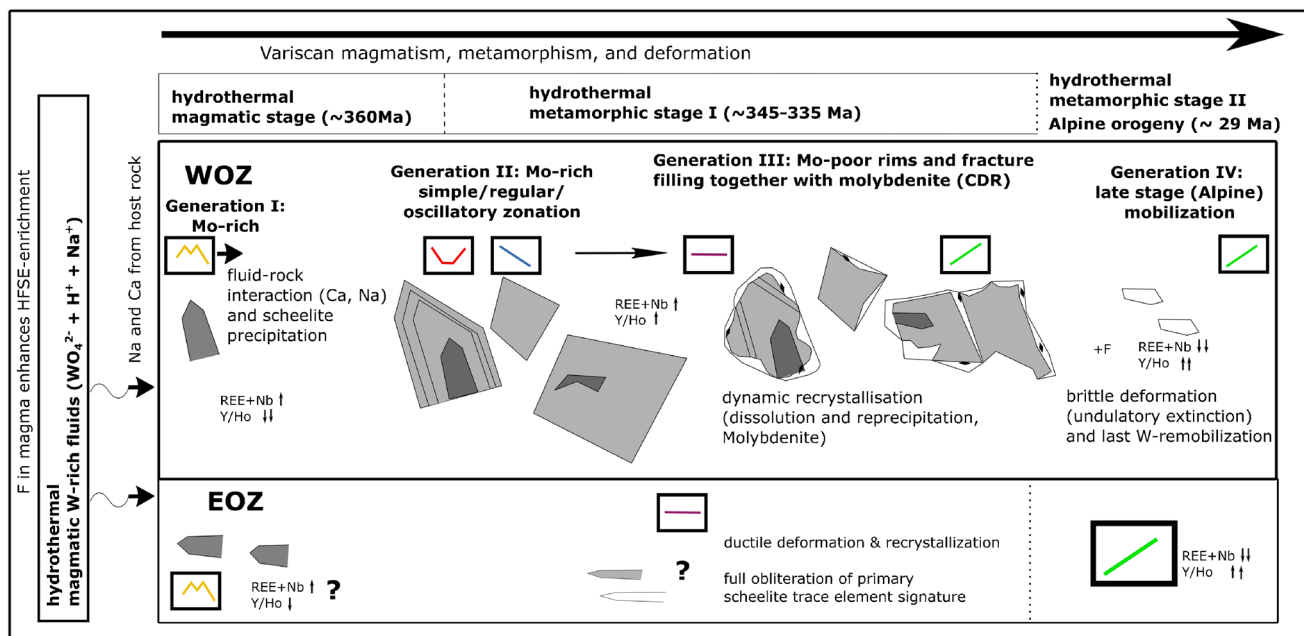 Variscan magmatism, metamorphism, and deformation
F in magma enhances HFSE-enrichment
hydrothermal
magmatic W-rich fluids (WO₄²⁻ + H⁺ + Na⁺)
Na and Ca from host rock
hydrothermal
magmatic stage (~360Ma)
hydrothermal
metamorphic stage I (~345-335 Ma)
hydrothermal
metamorphic stage II
Alpine orogeny (~ 29 Ma)
WOZ
Generation I:
Mo-rich
fluid-rock
interaction (Ca, Na)
and scheelite
precipitation
REE+Nb ↑
Y/Ho ↓↓
Generation II: Mo-rich
simple/regular/
oscillatory zonation
REE+Nb ↑
Y/Ho ↑
Generation III: Mo-poor rims and fracture
filling together with molybdenite (CDR)
dynamic recrystallisation
(dissolution and reprecipitation,
Molybdenite)
Generation IV:
late stage (Alpine)
mobilization
+F
REE+Nb ↓↓
Y/Ho ↑↑
brittle deformation
(undulatory extinction)
and last W-remobilization
EOZ
REE+Nb ↑
Y/Ho ↓
?
?
ductile deformation & recrystallization
full obliteration of primary
scheelite trace element signature
REE+Nb ↓↓
Y/Ho ↑↑